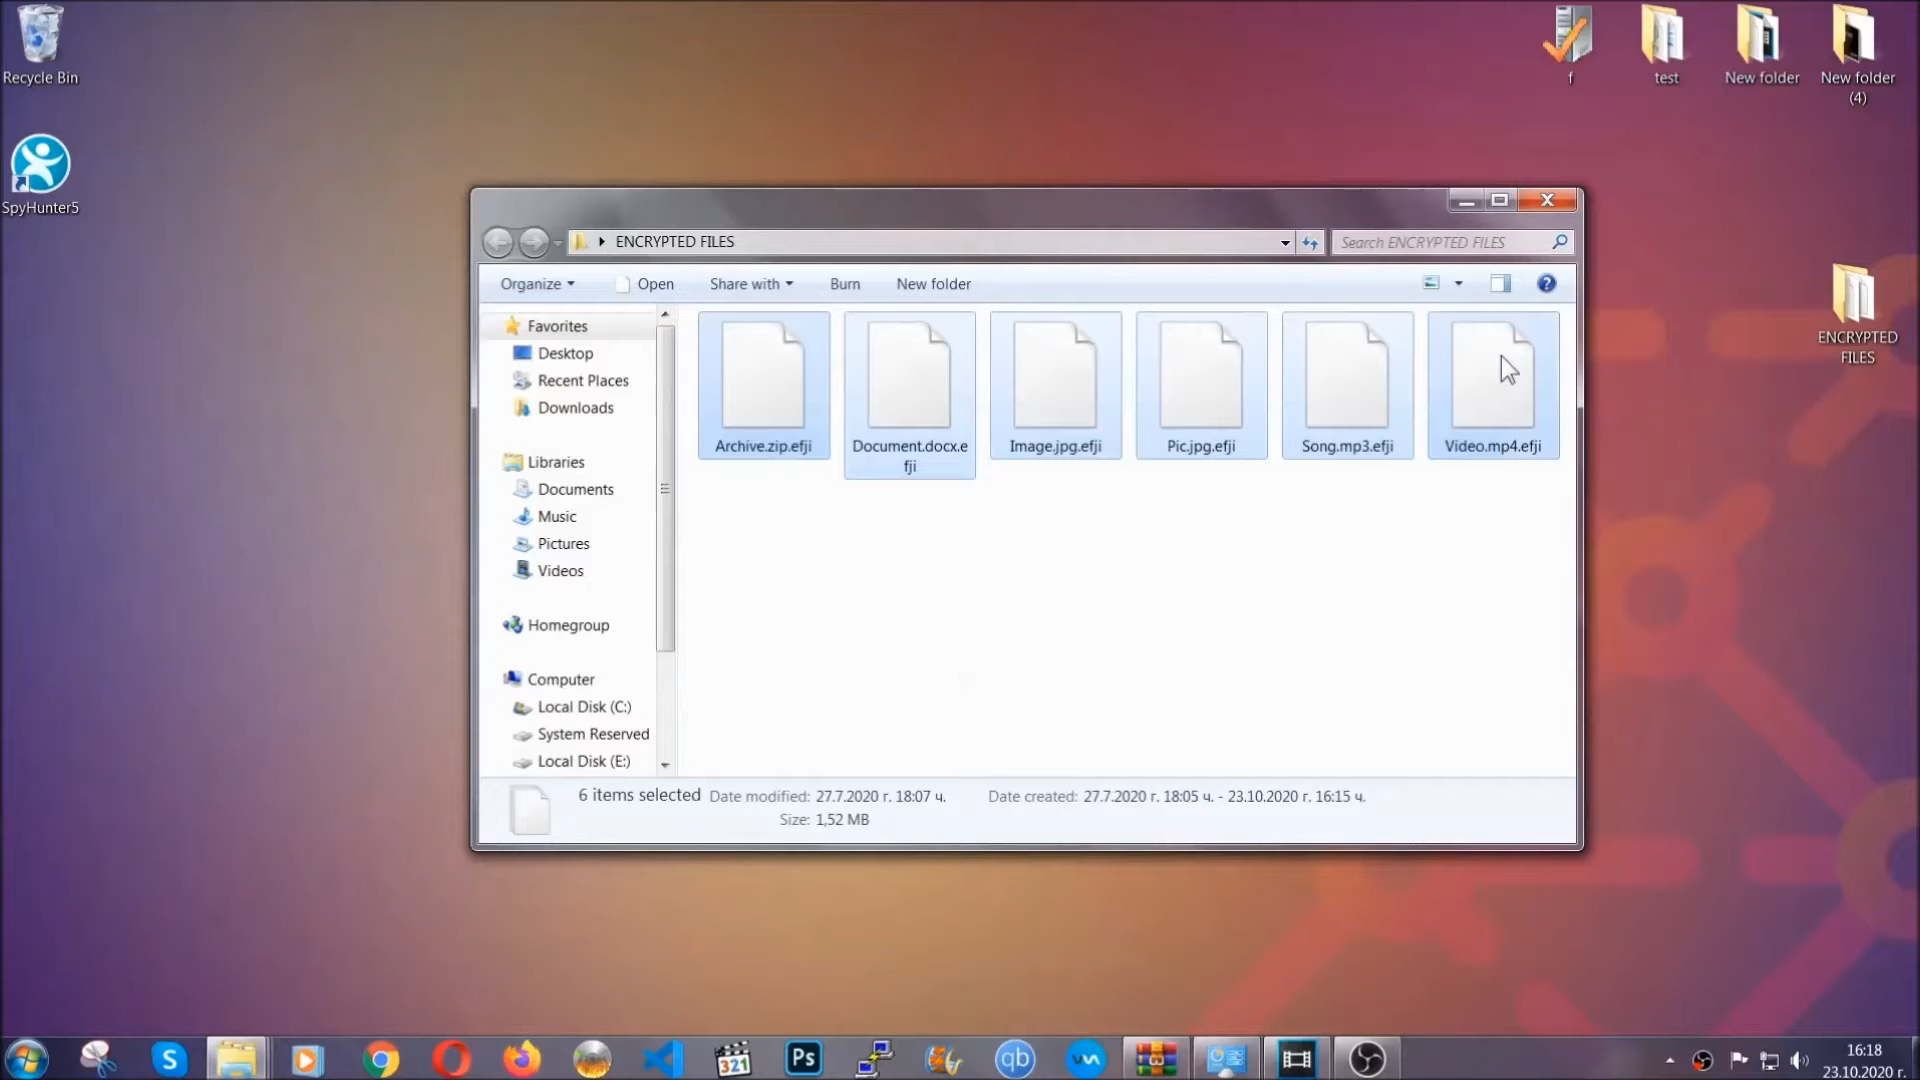 Recycle Bin
SpyHunter5
f
test
New folder
New folder
(4)
ENCRYPTED
FILES
ENCRYPTED FILES
Search ENCRYPTED FILES
Organize
Open
Share with
Burn
New folder
Favorites
Desktop
Recent Places
Downloads
Libraries
Documents
Music
Pictures
Videos
Homegroup
Computer
Local Disk (C:)
System Reserved
Local Disk (E:)
Archive.zip.efji
Document.docx.e
fji
Image.jpg.efji
Pic.jpg.efji
Song.mp3.efji
Video.mp4.efji
6 items selected
Date modified: 27.7.2020 г. 18:07 ч.
Date created: 27.7.2020 г. 18:05 ч. - 23.10.2020 г. 16:15 ч.
Size: 1,52 MB
S
321
Ps
qb
16:18
23.10.2020 г.